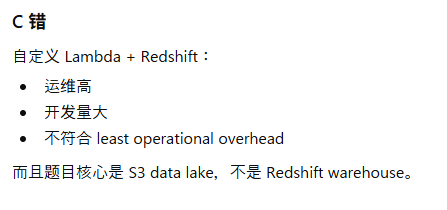 C 错
自定义 Lambda + Redshift：
• 运维高
• 开发量大
• 不符合 least operational overhead
而且题目核心是 S3 data lake，不是 Redshift warehouse。